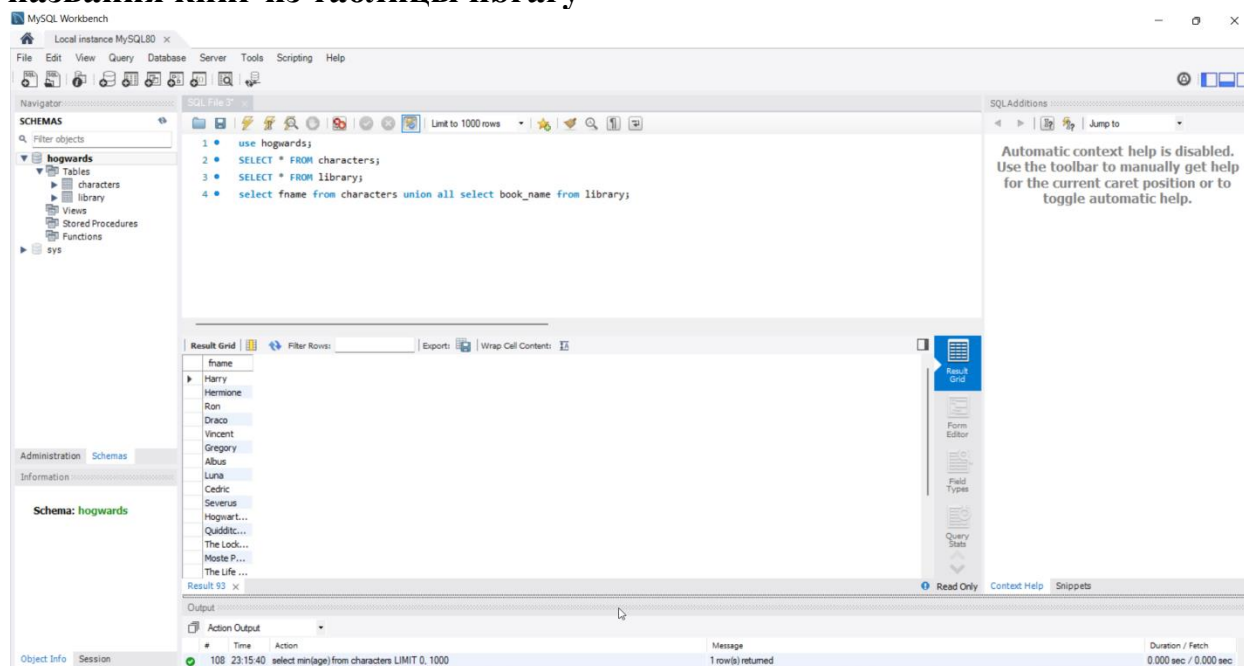 названия книг из таблицы library
MySQL Workbench
Local instance MySQL80
File Edit View Query Database Server Tools Scripting Help
Navigator
SCHEMAS
Filter objects
hogwards
Tables
characters
library
Views
Stored Procedures
Functions
sys
Administration Schemas
Information
Schema: hogwards
Object Info Session
SQL File 3*
Limit to 1000 rows
1 use hogwards;
2 SELECT * FROM characters;
3 SELECT * FROM library;
4 select fname from characters union all select book_name from library;
Result Grid Filter Rows: Export: Wrap Cell Content:
fname
Harry
Hermione
Ron
Draco
Vincent
Gregory
Albus
Luna
Cedric
Severus
Hogwart...
Quidditc...
The Lock...
Moste P...
The Life ...
Result 93
Read Only
Result Grid
Form Editor
Field Types
Query Stats
SQLAdditions
Jump to
Automatic context help is disabled.
Use the toolbar to manually get help
for the current caret position or to
toggle automatic help.
Context Help Snippets
Output
Action Output
# Time Action Message Duration / Fetch
108 23:15:40 select min(age) from characters LIMIT 0, 1000 1 row(s) returned 0.000 sec / 0.000 sec